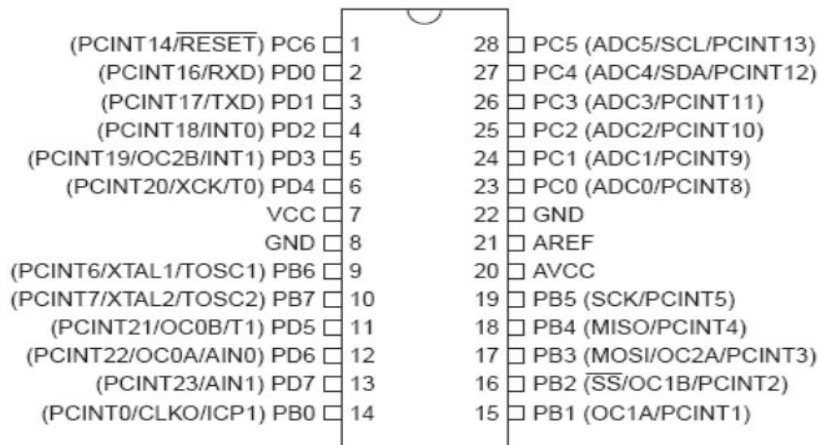 (PCINT14/RESET) PC6 1 28 PC5 (ADC5/SCL/PCINT13)
(PCINT16/RXD) PD0 2 27 PC4 (ADC4/SDA/PCINT12)
(PCINT17/TXD) PD1 3 26 PC3 (ADC3/PCINT11)
(PCINT18/INT0) PD2 4 25 PC2 (ADC2/PCINT10)
(PCINT19/OC2B/INT1) PD3 5 24 PC1 (ADC1/PCINT9)
(PCINT20/XCK/T0) PD4 6 23 PC0 (ADC0/PCINT8)
VCC 7 22 GND
GND 8 21 AREF
(PCINT6/XTAL1/TOSC1) PB6 9 20 AVCC
(PCINT7/XTAL2/TOSC2) PB7 10 19 PB5 (SCK/PCINT5)
(PCINT21/OC0B/T1) PD5 11 18 PB4 (MISO/PCINT4)
(PCINT22/OC0A/AIN0) PD6 12 17 PB3 (MOSI/OC2A/PCINT3)
(PCINT23/AIN1) PD7 13 16 PB2 (SS/OC1B/PCINT2)
(PCINT0/CLKO/ICP1) PB0 14 15 PB1 (OC1A/PCINT1)